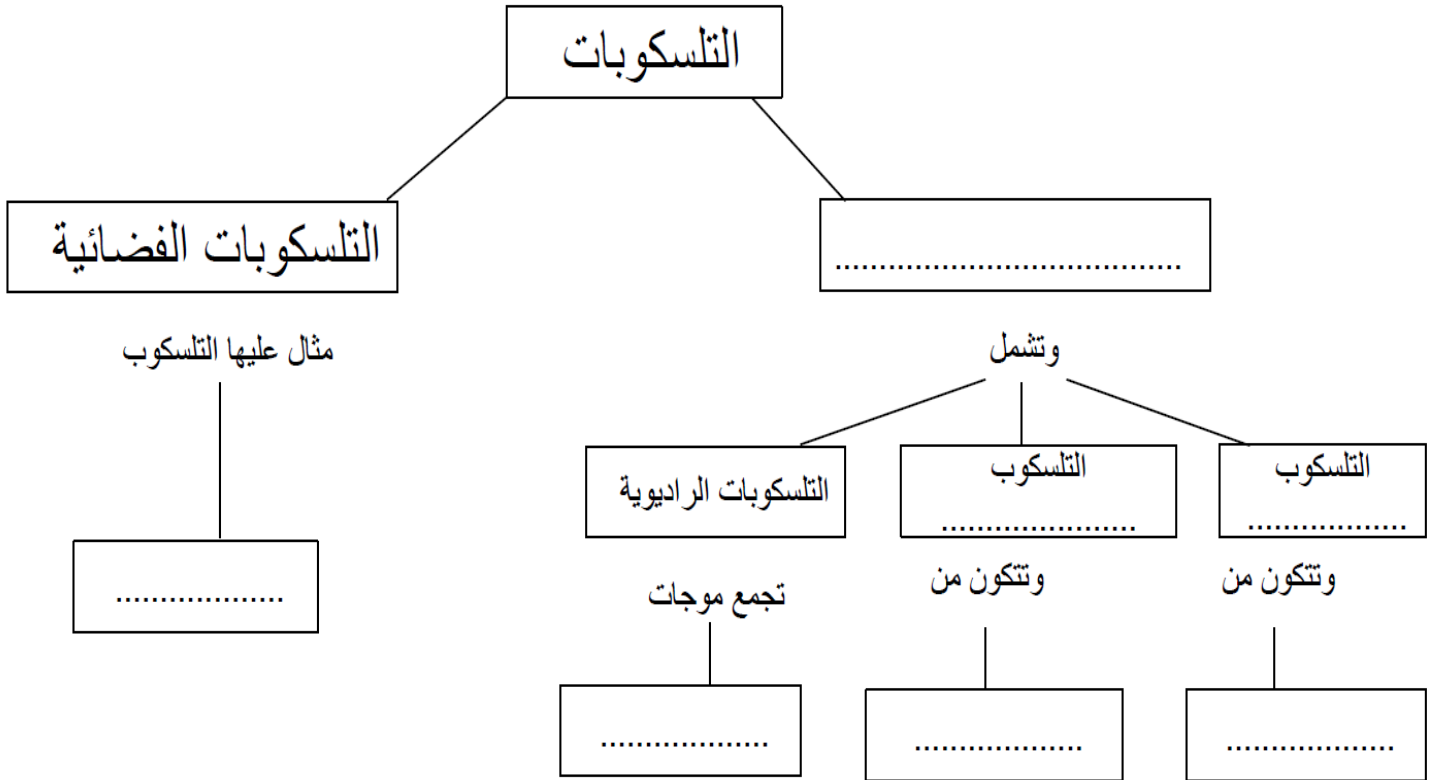 التلسكوبات
.......................................
التلسكوبات الفضائية
وتشمل
مثال عليها التلسكوب
التلسكوب
..................
التلسكوب
......................
التلسكوبات الراديوية
وتتكون من
وتتكون من
تجمع موجات
...................
...................
...................
...................